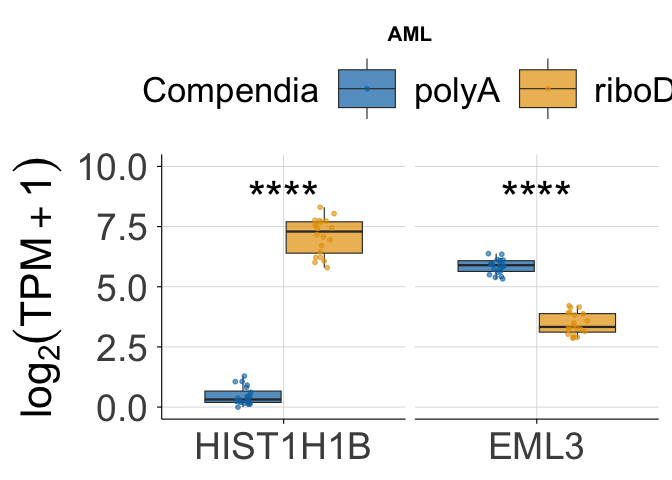 AML
Compendia polyA riboD
**** ****
log₂(TPM + 1)
10.0
7.5
5.0
2.5
0.0
HIST1H1B EML3